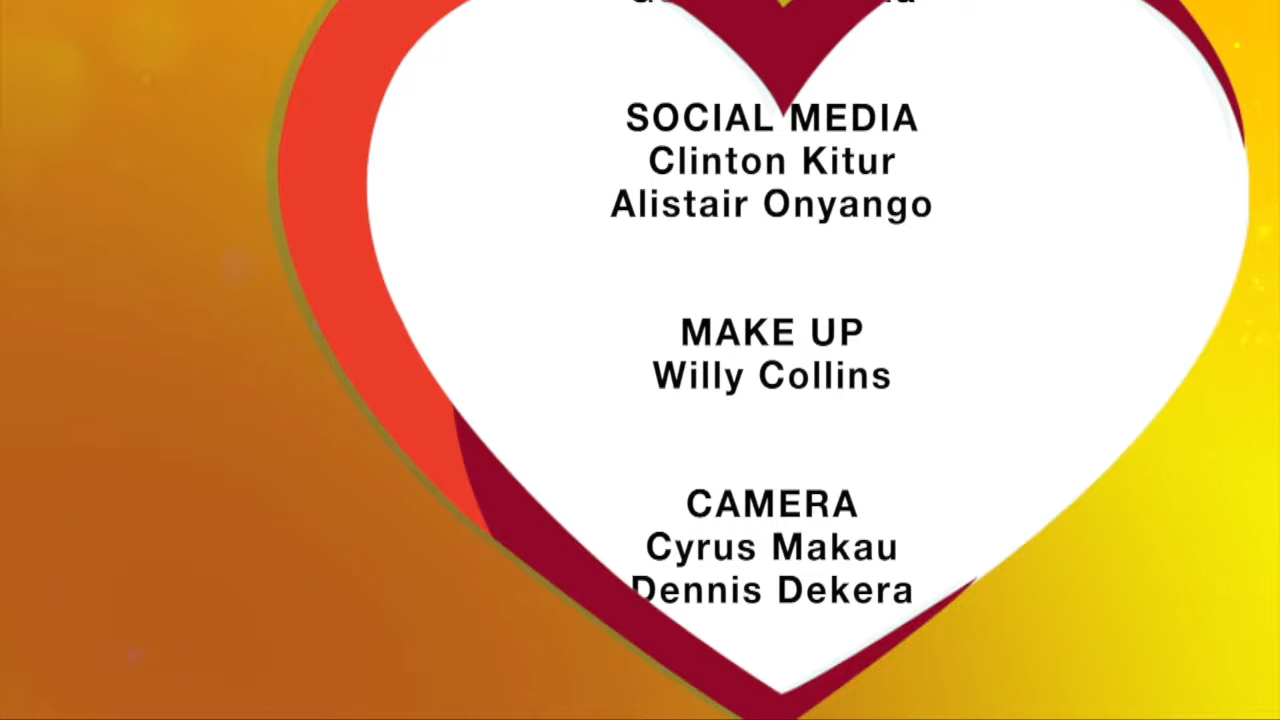 SOCIAL MEDIA
Clinton Kitur
Alistair Onyango
MAKE UP
Willy Collins
CAMERA
Cyrus Makau
Dennis Dekera